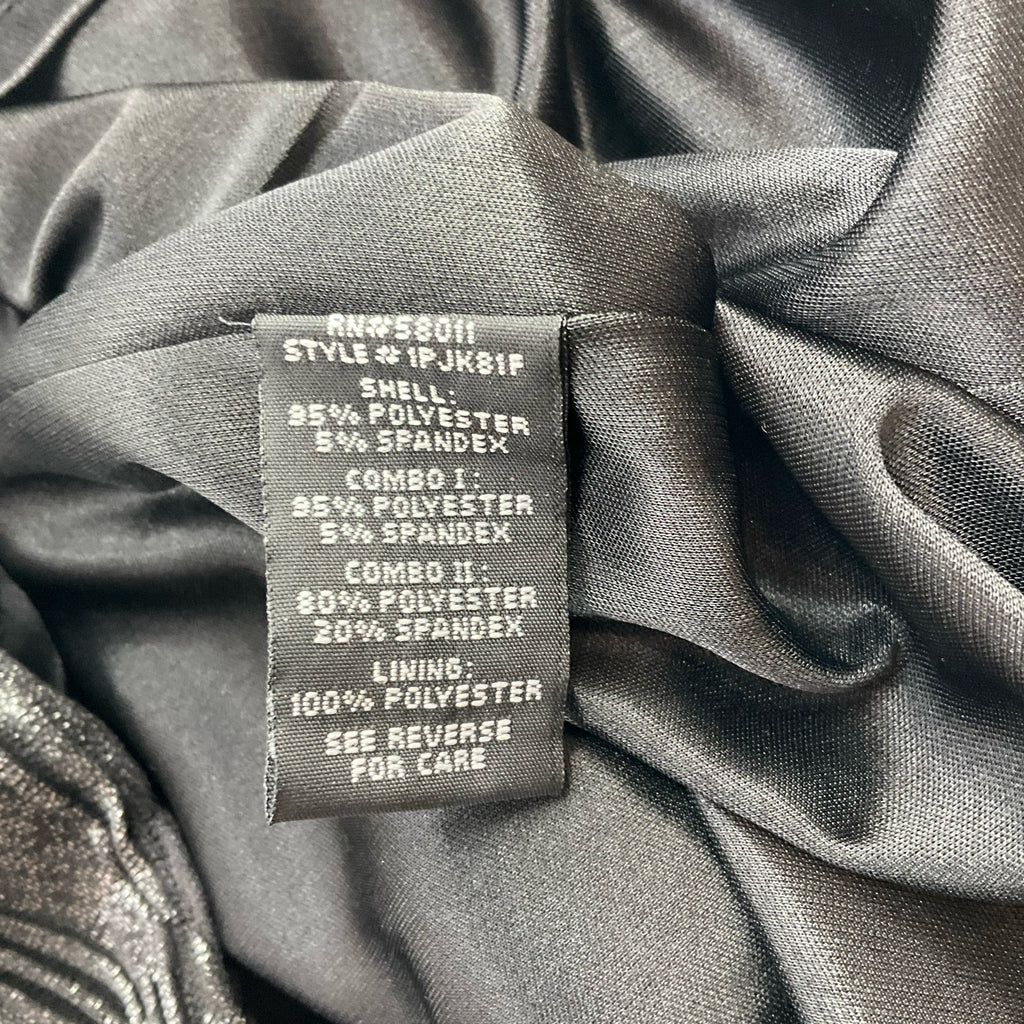 RN#58011
STYLE #1PJK81P
SHELL:
95% POLYESTER
5% SPANDEX
COMBO I:
95% POLYESTER
5% SPANDEX
COMBO II:
80% POLYESTER
20% SPANDEX
LINING:
100% POLYESTER
SEE REVERSE
FOR CARE